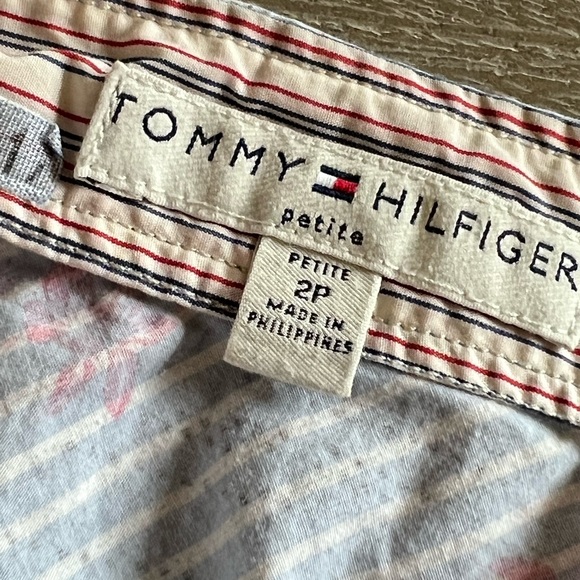 TOMMY HILFIGER
petite
PETITE
2P
MADE IN
PHILIPPINES